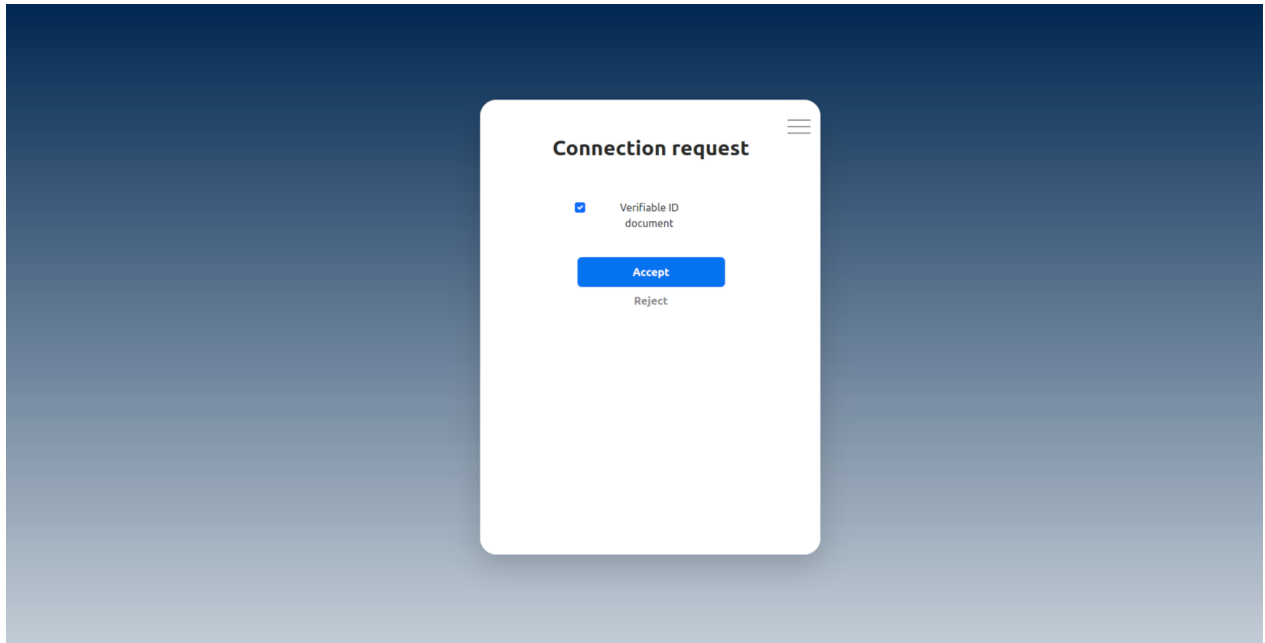 Connection request
Verifiable ID
document
Accept
Reject